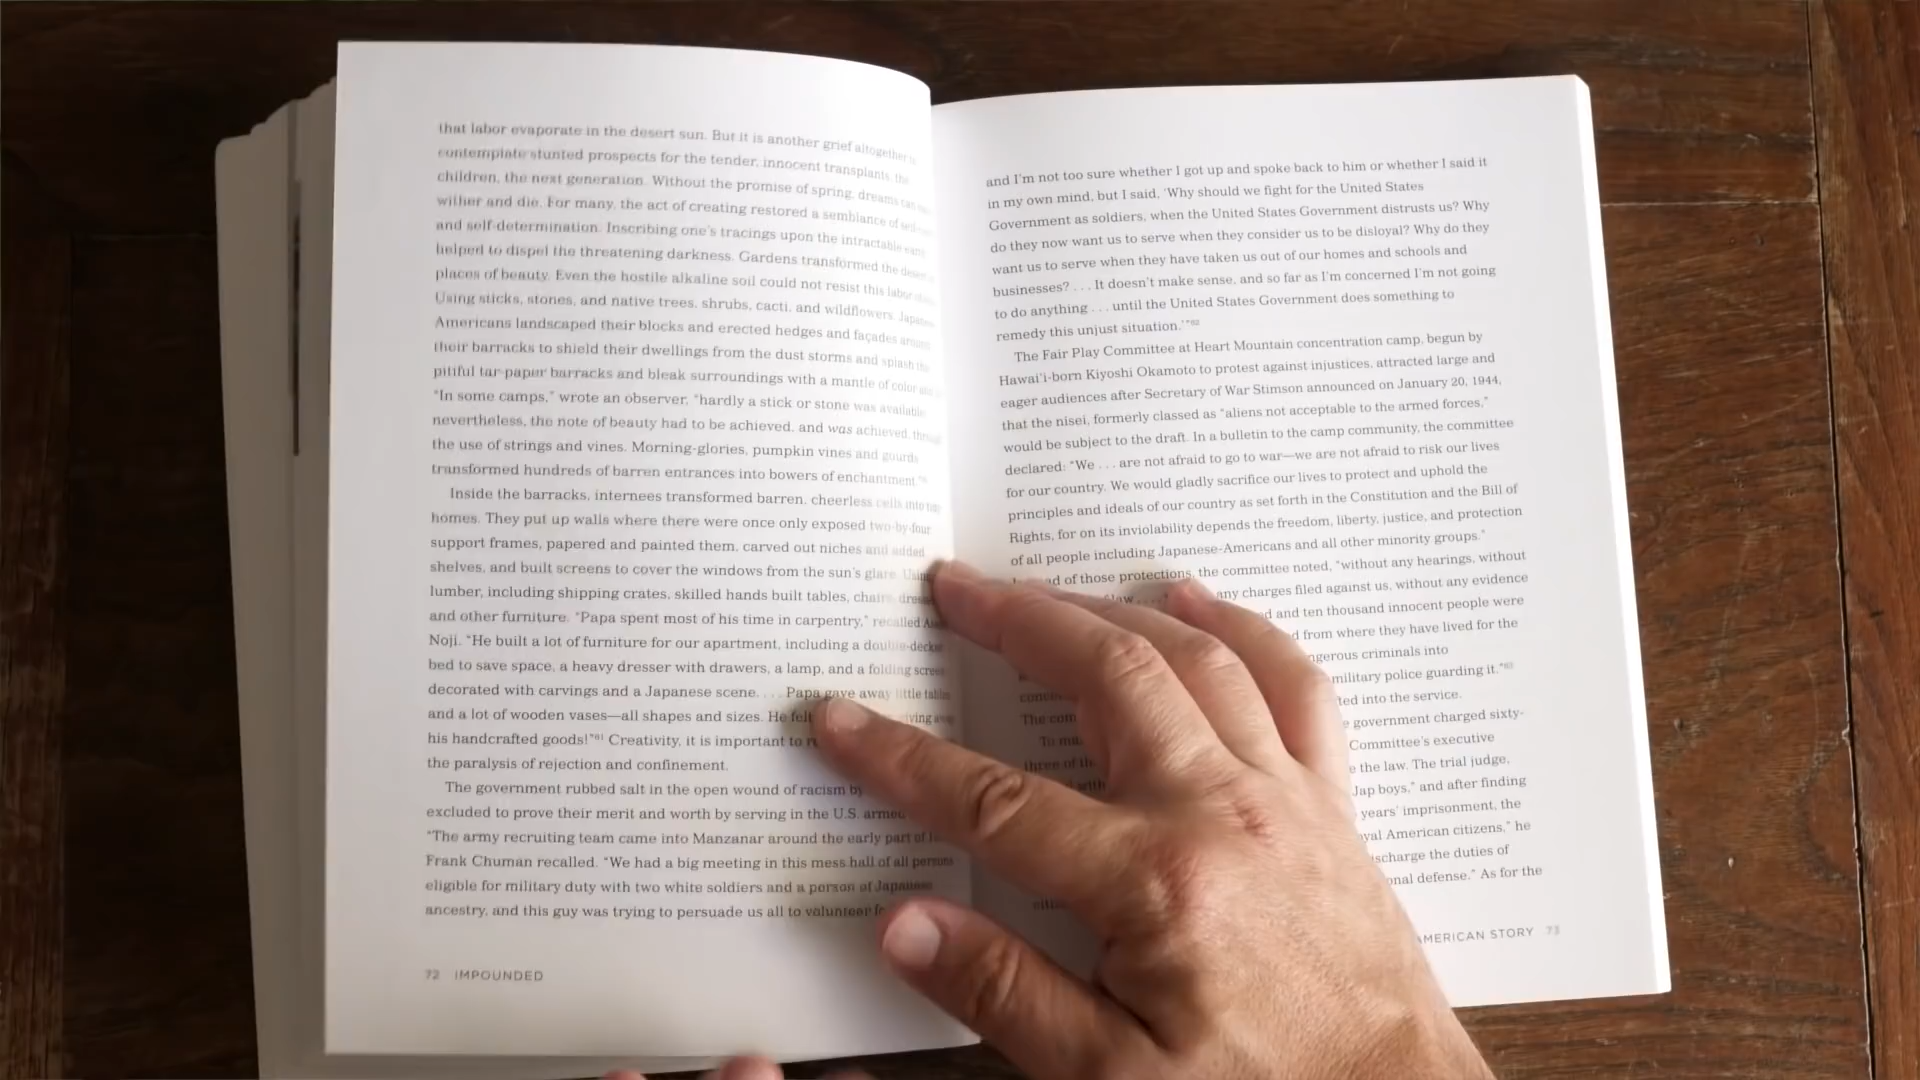 that labor evaporate in the desert sun. But it is another grief altogether to
contemplate stunted prospects for the tender, innocent transplants, the
children, the next generation. Without the promise of spring, dreams can
wither and die. For many, the act of creating restored a semblance of
and self-determination. Inscribing one's tracings upon the intractable earth
helped to dispel the threatening darkness. Gardens transformed the desert
places of beauty. Even the hostile alkaline soil could not resist this labor
Using sticks, stones, and native trees, shrubs, cacti, and wildflowers, Japanese
Americans landscaped their blocks and erected hedges and façades among
their barracks to shield their dwellings from the dust storms and splash the
pitiful tar-paper barracks and bleak surroundings with a mantle of color and
"In some camps," wrote an observer, "hardly a stick or stone was available
nevertheless, the note of beauty had to be achieved, and was achieved, through
the use of strings and vines. Morning-glories, pumpkin vines and gourds
transformed hundreds of barren entrances into bowers of enchantment."
Inside the barracks, internees transformed barren, cheerless cells into
homes. They put up walls where there were once only exposed two-by-four
support frames, papered and painted them, carved out niches and added
shelves, and built screens to cover the windows from the sun's glare. Using
lumber, including shipping crates, skilled hands built tables, chairs,
and other furniture. "Papa spent most of his time in carpentry," recalled
Noji. "He built a lot of furniture for our apartment, including a double-decker
bed to save space, a heavy dresser with drawers, a lamp, and a folding screen
decorated with carvings and a Japanese scene. . . . Papa gave away little tables
and a lot of wooden vases—all shapes and sizes. He felt
his handcrafted goods!"61 Creativity, it is important to
the paralysis of rejection and confinement.
The government rubbed salt in the open wound of racism by
excluded to prove their merit and worth by serving in the U.S. armed
"The army recruiting team came into Manzanar around the early part of
Frank Chuman recalled. "We had a big meeting in this mess hall of all persons
eligible for military duty with two white soldiers and a person of Japanese
ancestry, and this guy was trying to persuade us all to volunteer
72 IMPOUNDED
and I'm not too sure whether I got up and spoke back to him or whether I said it
in my own mind, but I said, 'Why should we fight for the United States
Government as soldiers, when the United States Government distrusts us? Why
do they now want us to serve when they consider us to be disloyal? Why do they
want us to serve when they have taken us out of our homes and schools and
businesses? . . . It doesn't make sense, and so far as I'm concerned I'm not going
to do anything . . . until the United States Government does something to
remedy this unjust situation.'"62
The Fair Play Committee at Heart Mountain concentration camp, begun by
Hawai'i-born Kiyoshi Okamoto to protest against injustices, attracted large and
eager audiences after Secretary of War Stimson announced on January 20, 1944,
that the nisei, formerly classed as "aliens not acceptable to the armed forces,"
would be subject to the draft. In a bulletin to the camp community, the committee
declared: "We . . . are not afraid to go to war—we are not afraid to risk our lives
for our country. We would gladly sacrifice our lives to protect and uphold the
principles and ideals of our country as set forth in the Constitution and the Bill of
Rights, for on its inviolability depends the freedom, liberty, justice, and protection
of all people including Japanese-Americans and all other minority groups."
of those protections, the committee noted, "without any hearings, without
law . . . . any charges filed against us, without any evidence
and ten thousand innocent people were
from where they have lived for the
criminals into
military police guarding it."63
into the service.
government charged sixty-
The com Committee's executive
three of the the law. The trial judge,
Jap boys," and after finding
years' imprisonment, the
American citizens," he
discharge the duties of
defense." As for the
AMERICAN STORY 73